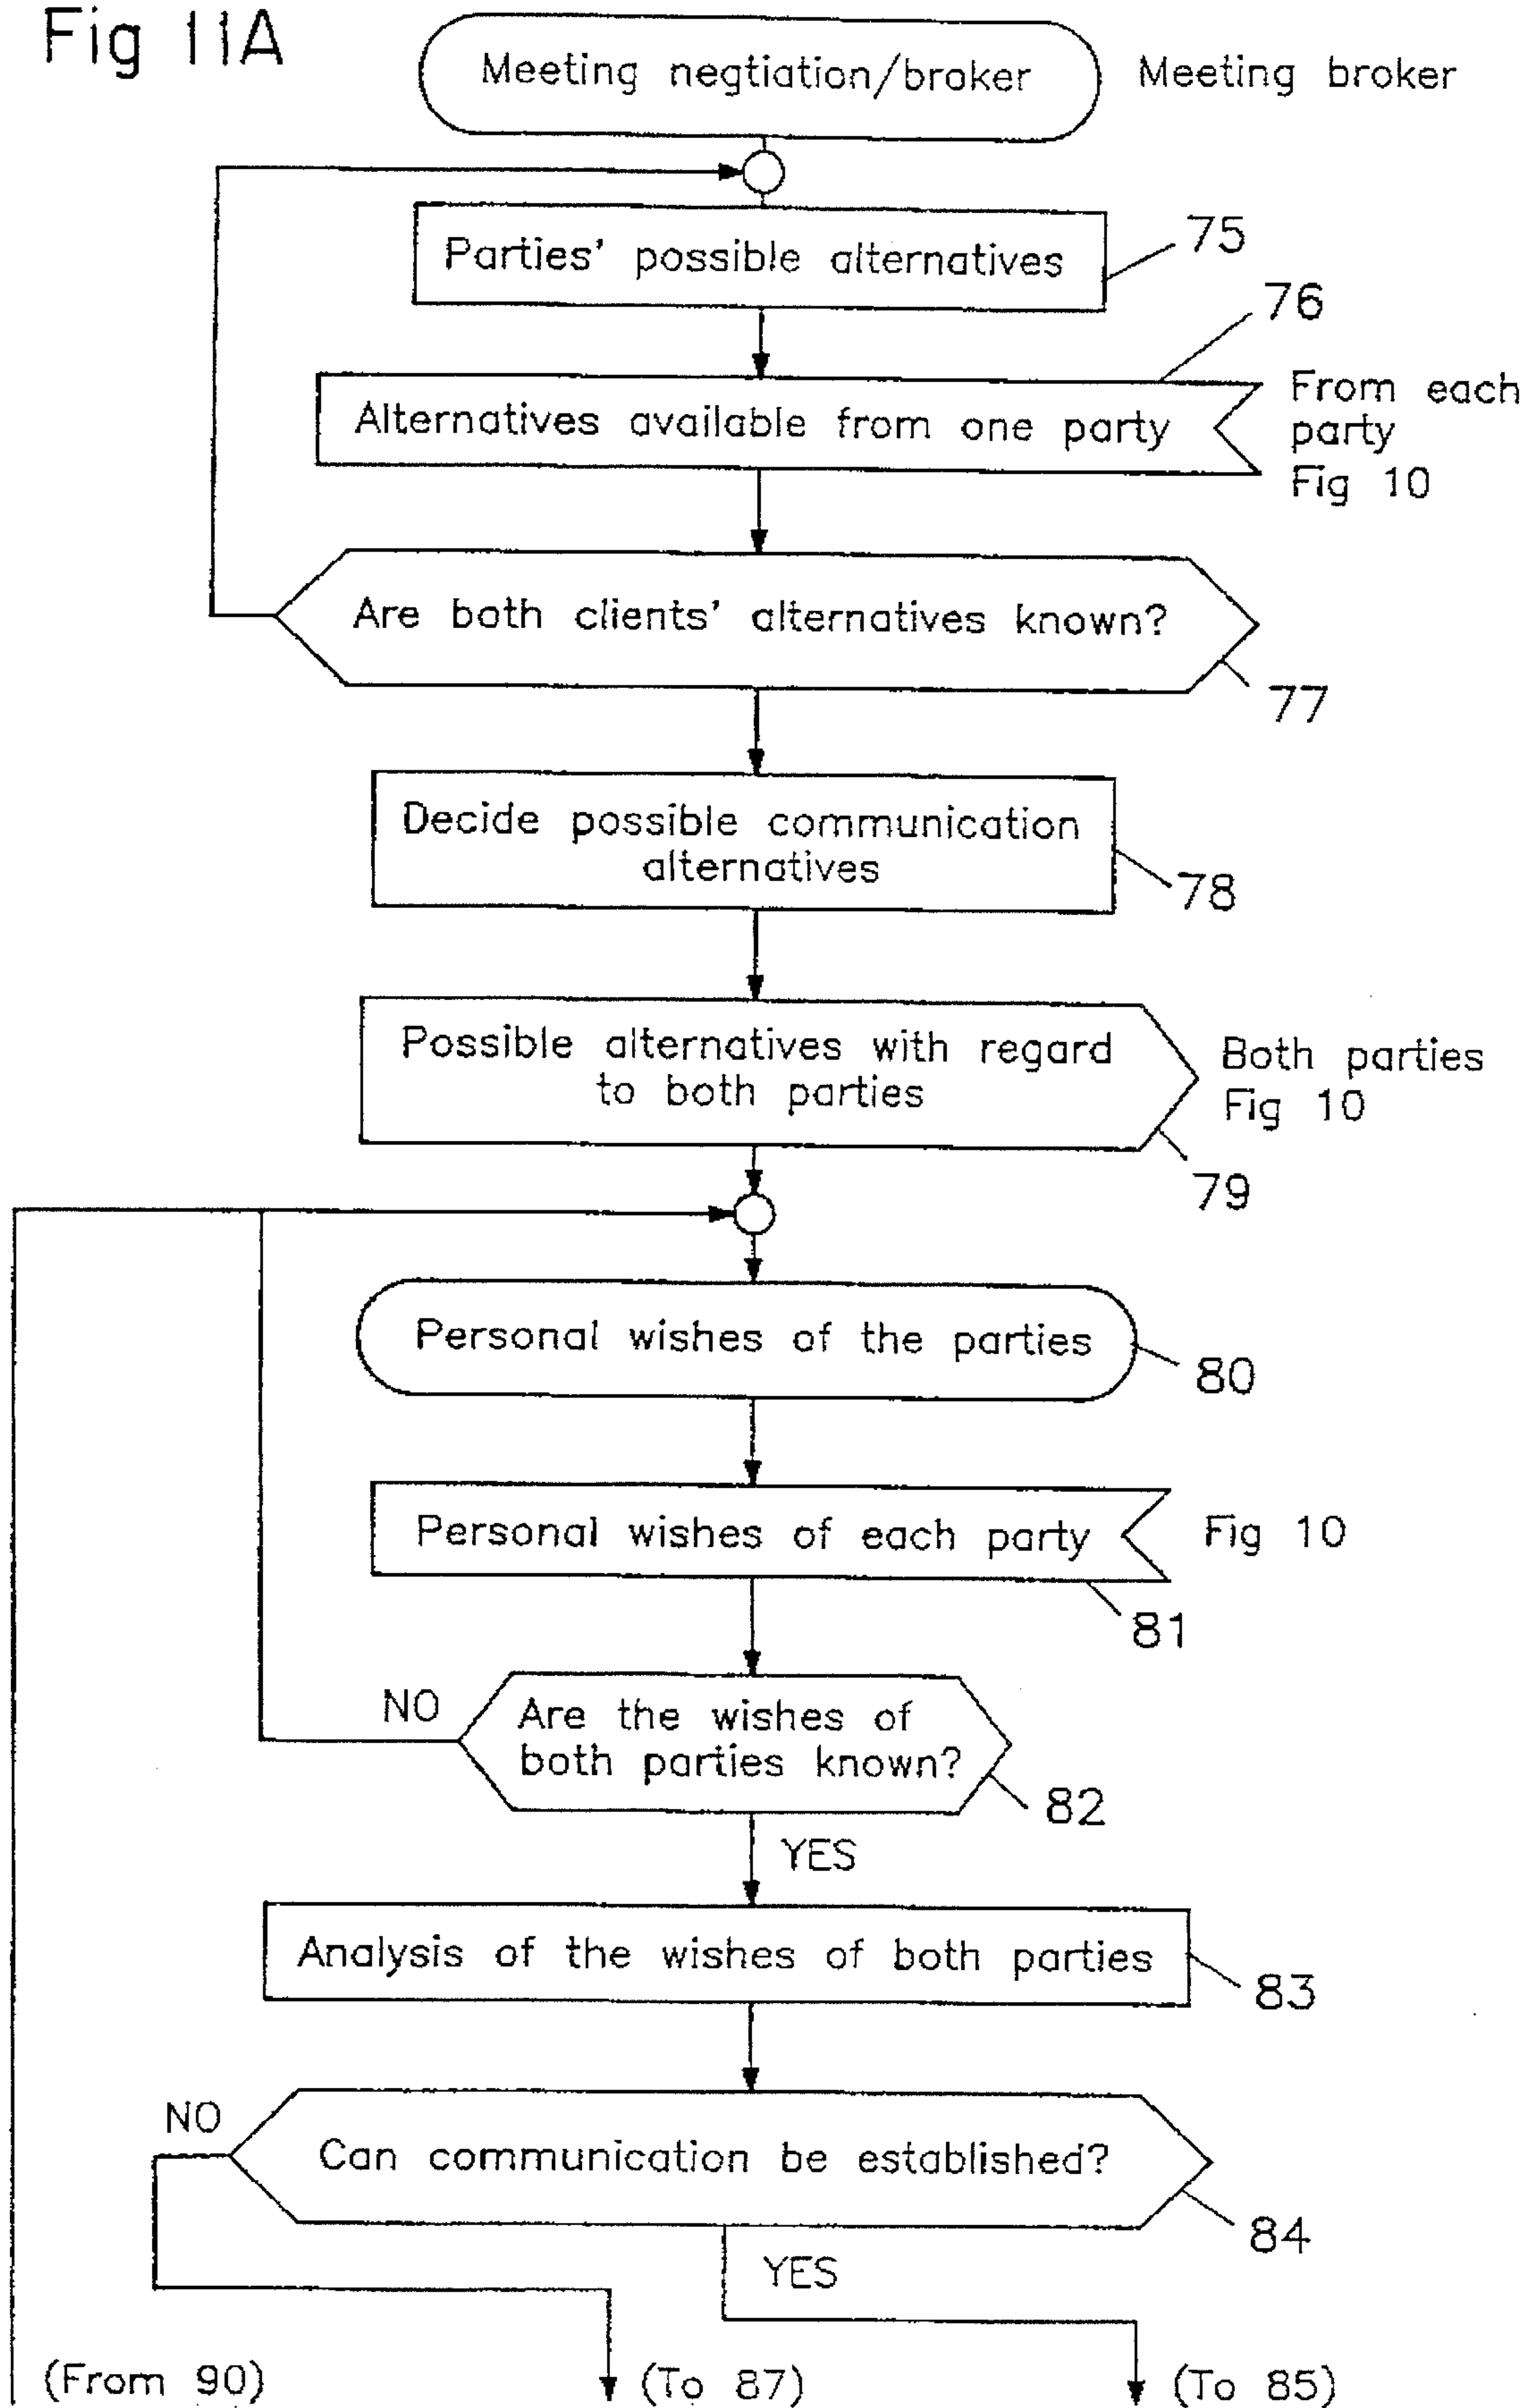 Fig 11A
Meeting negtiation/broker
Meeting broker
Parties' possible alternatives
75
76
Alternatives available from one party
From each
party
Fig 10
Are both clients' alternatives known?
77
Decide possible communication
alternatives
78
Possible alternatives with regard
to both parties
Both parties
Fig 10
79
Personal wishes of the parties
80
Personal wishes of each party
Fig 10
81
NO
Are the wishes of
both parties known?
82
YES
Analysis of the wishes of both parties
83
NO
Can communication be established?
84
YES
(From 90)
(To 87)
(To 85)